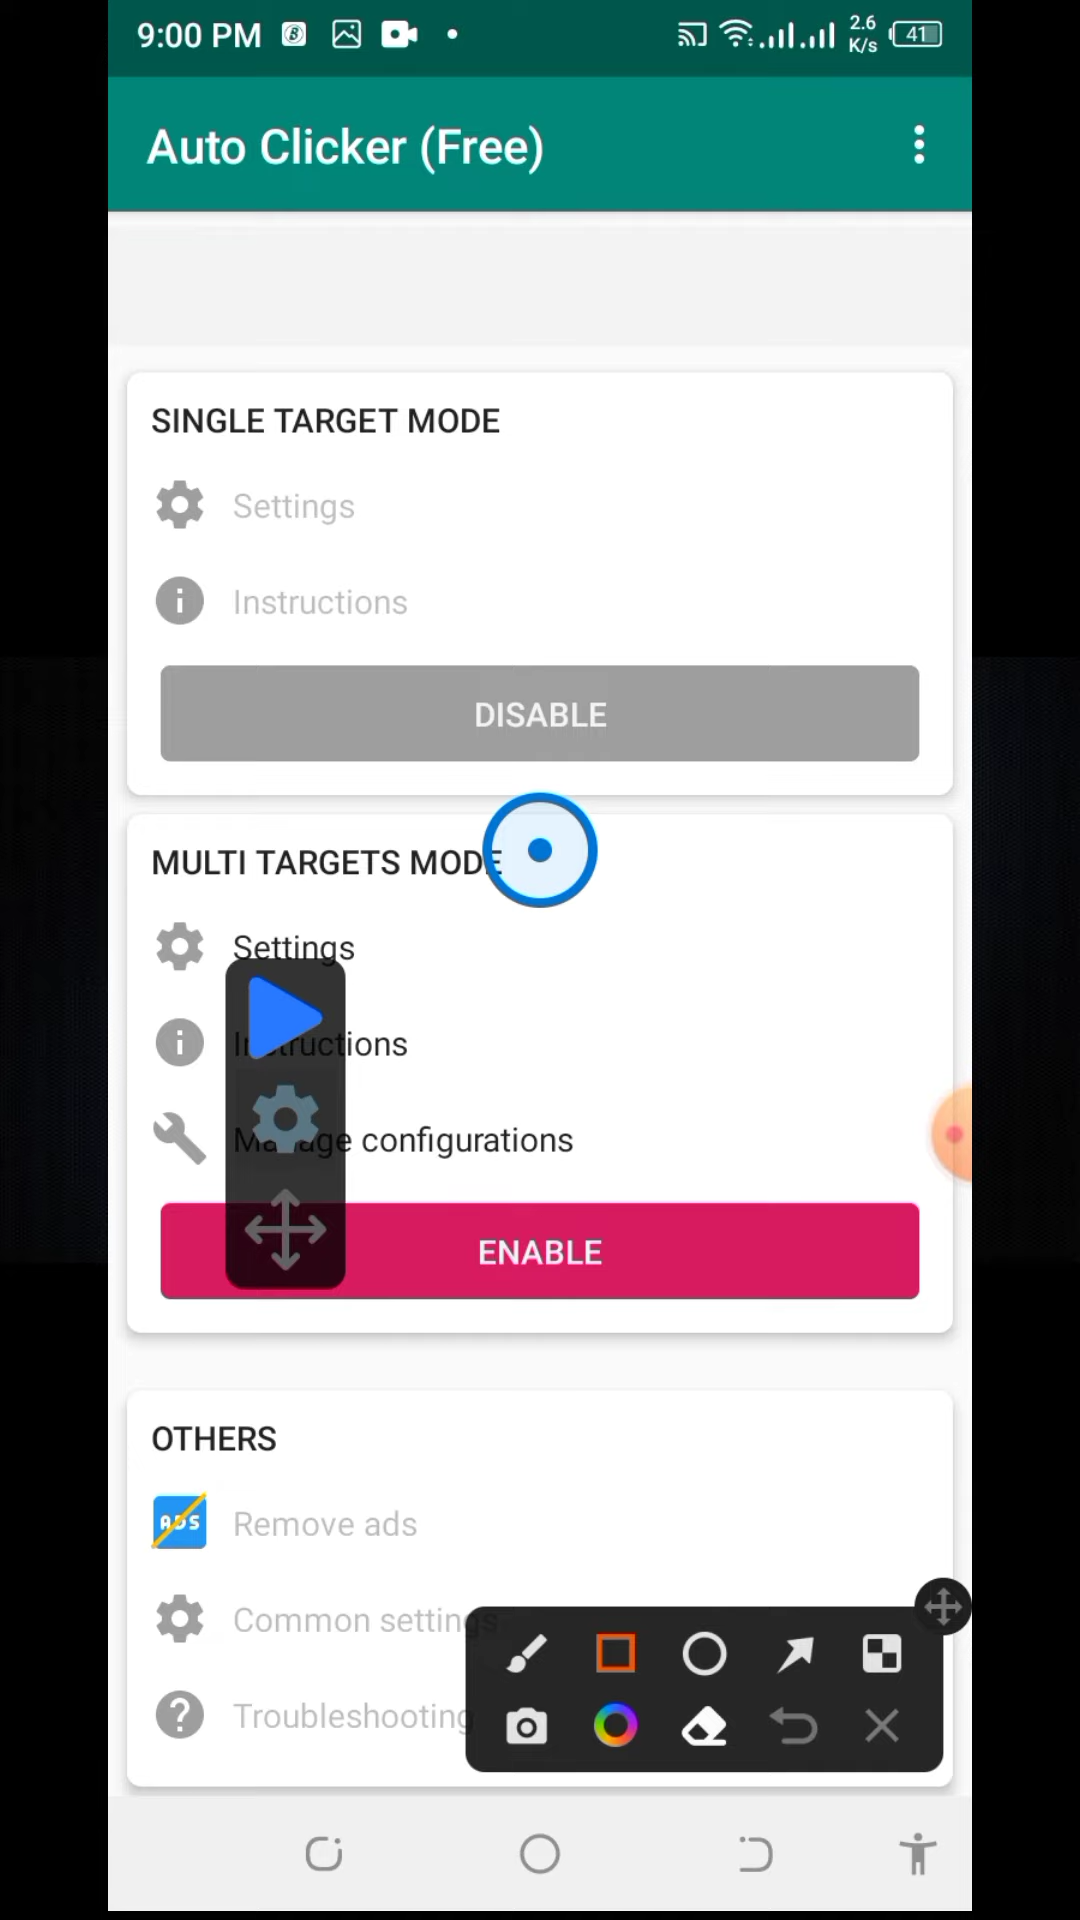 9:00 PM
2.6
K/s
41
Auto Clicker (Free)
SINGLE TARGET MODE
Settings
Instructions
DISABLE
MULTI TARGETS MODE
Settings
Instructions
Manage configurations
ENABLE
OTHERS
ADS
Remove ads
Common settings
Troubleshooting